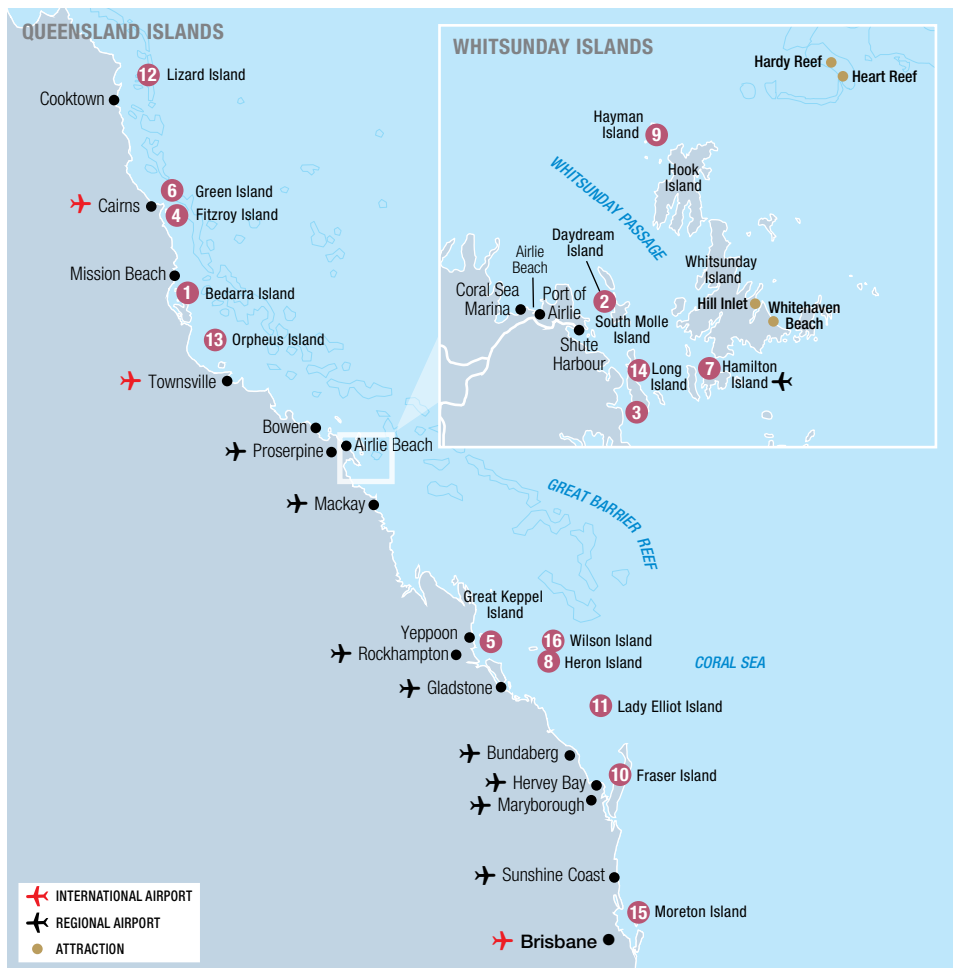 QUEENSLAND ISLANDS
12 Lizard Island
Cooktown
6 Green Island
Cairns
4 Fitzroy Island
Mission Beach
1 Bedarra Island
13 Orpheus Island
Townsville
Bowen
Airlie Beach
Proserpine
Mackay
GREAT BARRIER REEF
Great Keppel
Island
Yeppoon
5
16 Wilson Island
Rockhampton
8 Heron Island
CORAL SEA
Gladstone
11 Lady Elliot Island
Bundaberg
10 Fraser Island
Hervey Bay
Maryborough
Sunshine Coast
15 Moreton Island
Brisbane
WHITSUNDAY ISLANDS
Hardy Reef
Heart Reef
Hayman
Island
9
Hook
Island
WHITSUNDAY PASSAGE
Daydream
Island
Airlie
Beach
Whitsunday
Island
Coral Sea
Marina
Port of
Airlie
2
Hill Inlet
Whitehaven
Beach
South Molle
Island
Shute
Harbour
14 Long
Island
7 Hamilton
Island
3
INTERNATIONAL AIRPORT
REGIONAL AIRPORT
ATTRACTION